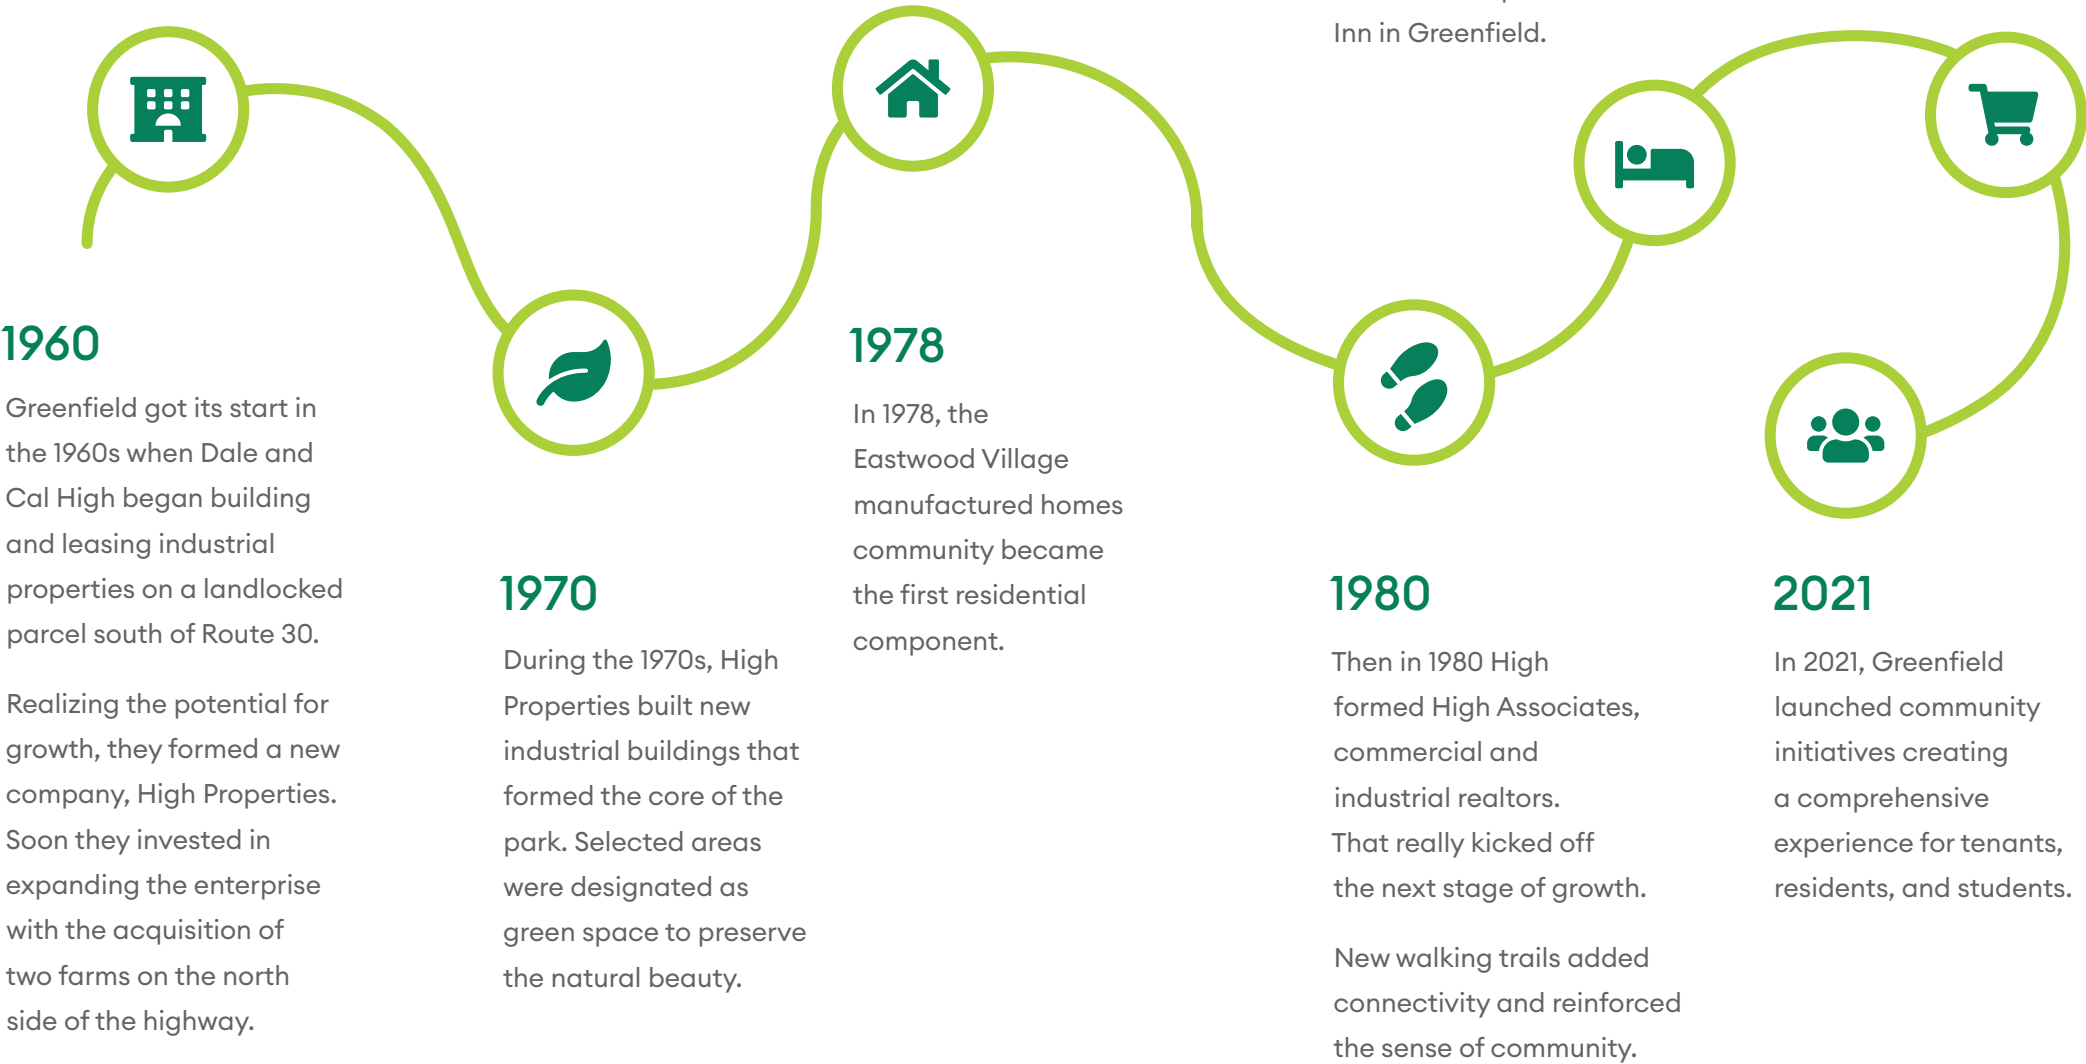 Inn in Greenfield.
1960
Greenfield got its start in
the 1960s when Dale and
Cal High began building
and leasing industrial
properties on a landlocked
parcel south of Route 30.
Realizing the potential for
growth, they formed a new
company, High Properties.
Soon they invested in
expanding the enterprise
with the acquisition of
two farms on the north
side of the highway.
1970
During the 1970s, High
Properties built new
industrial buildings that
formed the core of the
park. Selected areas
were designated as
green space to preserve
the natural beauty.
1978
In 1978, the
Eastwood Village
manufactured homes
community became
the first residential
component.
1980
Then in 1980 High
formed High Associates,
commercial and
industrial realtors.
That really kicked off
the next stage of growth.
New walking trails added
connectivity and reinforced
the sense of community.
2021
In 2021, Greenfield
launched community
initiatives creating
a comprehensive
experience for tenants,
residents, and students.